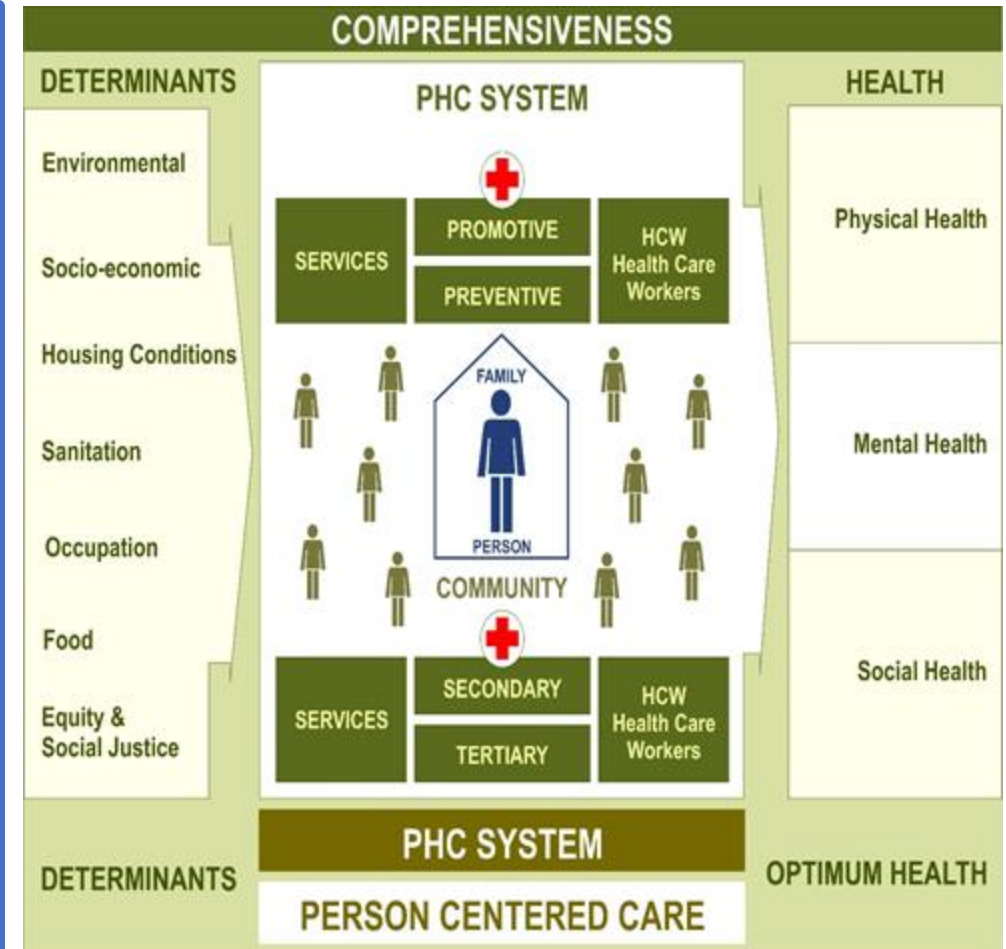 COMPREHENSIVENESS
DETERMINANTS
Environmental
Socio-economic
Housing Conditions
Sanitation
Occupation
Food
Equity &
Social Justice
DETERMINANTS
PHC SYSTEM
SERVICES
PROMOTIVE
PREVENTIVE
HCW
Health Care
Workers
FAMILY
PERSON
COMMUNITY
SERVICES
SECONDARY
TERTIARY
HCW
Health Care
Workers
PHC SYSTEM
PERSON CENTERED CARE
HEALTH
Physical Health
Mental Health
Social Health
OPTIMUM HEALTH